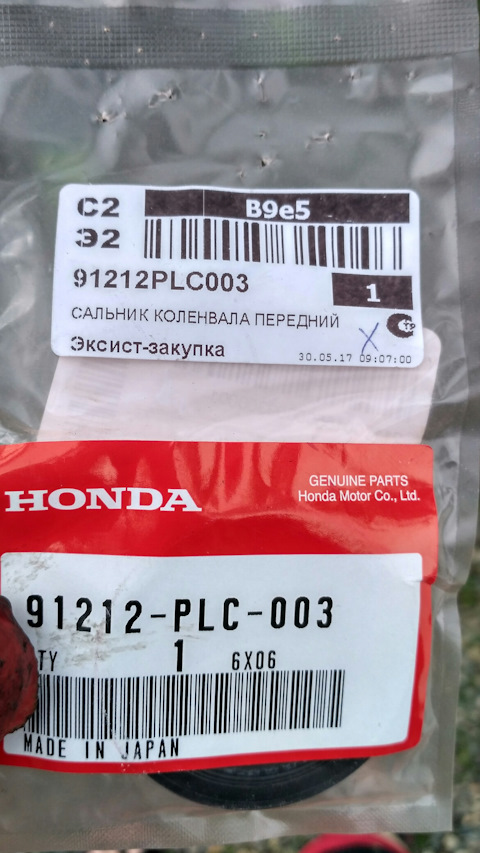 C2
B9e5
Э2
91212PLC003
1
САЛЬНИК КОЛЕНВАЛА ПЕРЕДНИЙ
Эксист-закупка
30.05.17 09:07:00
GENUINE PARTS
HONDA
Honda Motor Co., Ltd.
91212-PLC-003
TY 1 6X06
MADE IN JAPAN